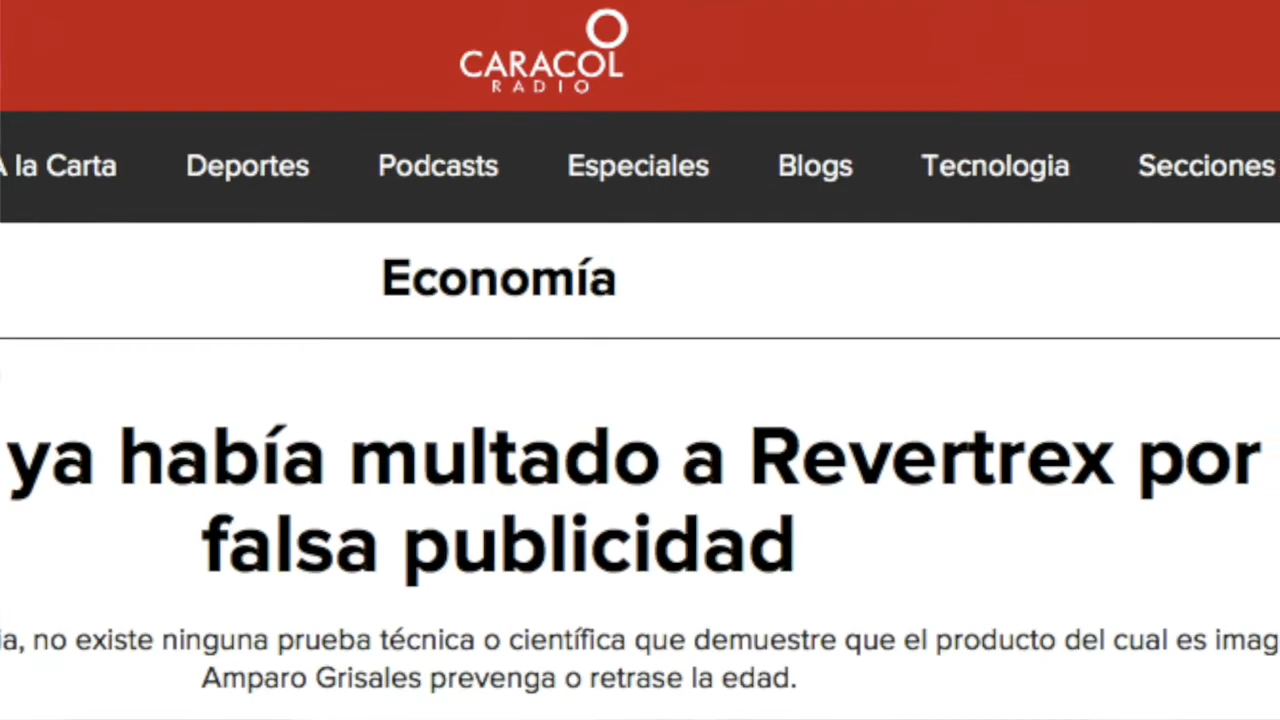 CARACOL
RADIO
A la Carta Deportes Podcasts Especiales Blogs Tecnologia Secciones
Economía
ya había multado a Revertrex por
falsa publicidad
ia, no existe ninguna prueba técnica o científica que demuestre que el producto del cual es imag
Amparo Grisales prevenga o retrase la edad.